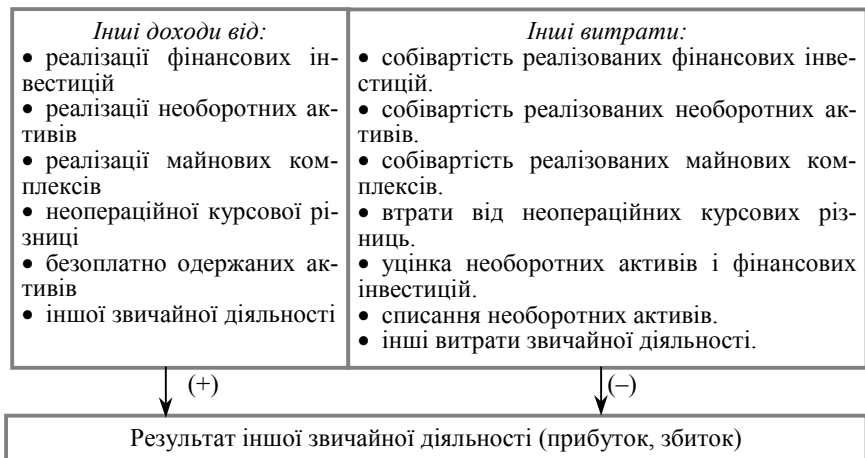 Інші доходи від:
• реалізації фінансових ін-
вестицій
• реалізації необоротних ак-
тивів
• реалізації майнових ком-
плексів
• неопераційної курсової рі-
зниці
• безоплатно одержаних ак-
тивів
• іншої звичайної діяльності
Інші витрати:
• собівартість реалізованих фінансових інве-
стицій.
• собівартість реалізованих необоротних ак-
тивів.
• собівартість реалізованих майнових ком-
плексів.
• втрати від неопераційних курсових різ-
ниць.
• уцінка необоротних активів і фінансових
інвестицій.
• списання необоротних активів.
• інші витрати звичайної діяльності.
(+)
(–)
Результат іншої звичайної діяльності (прибуток, збиток)